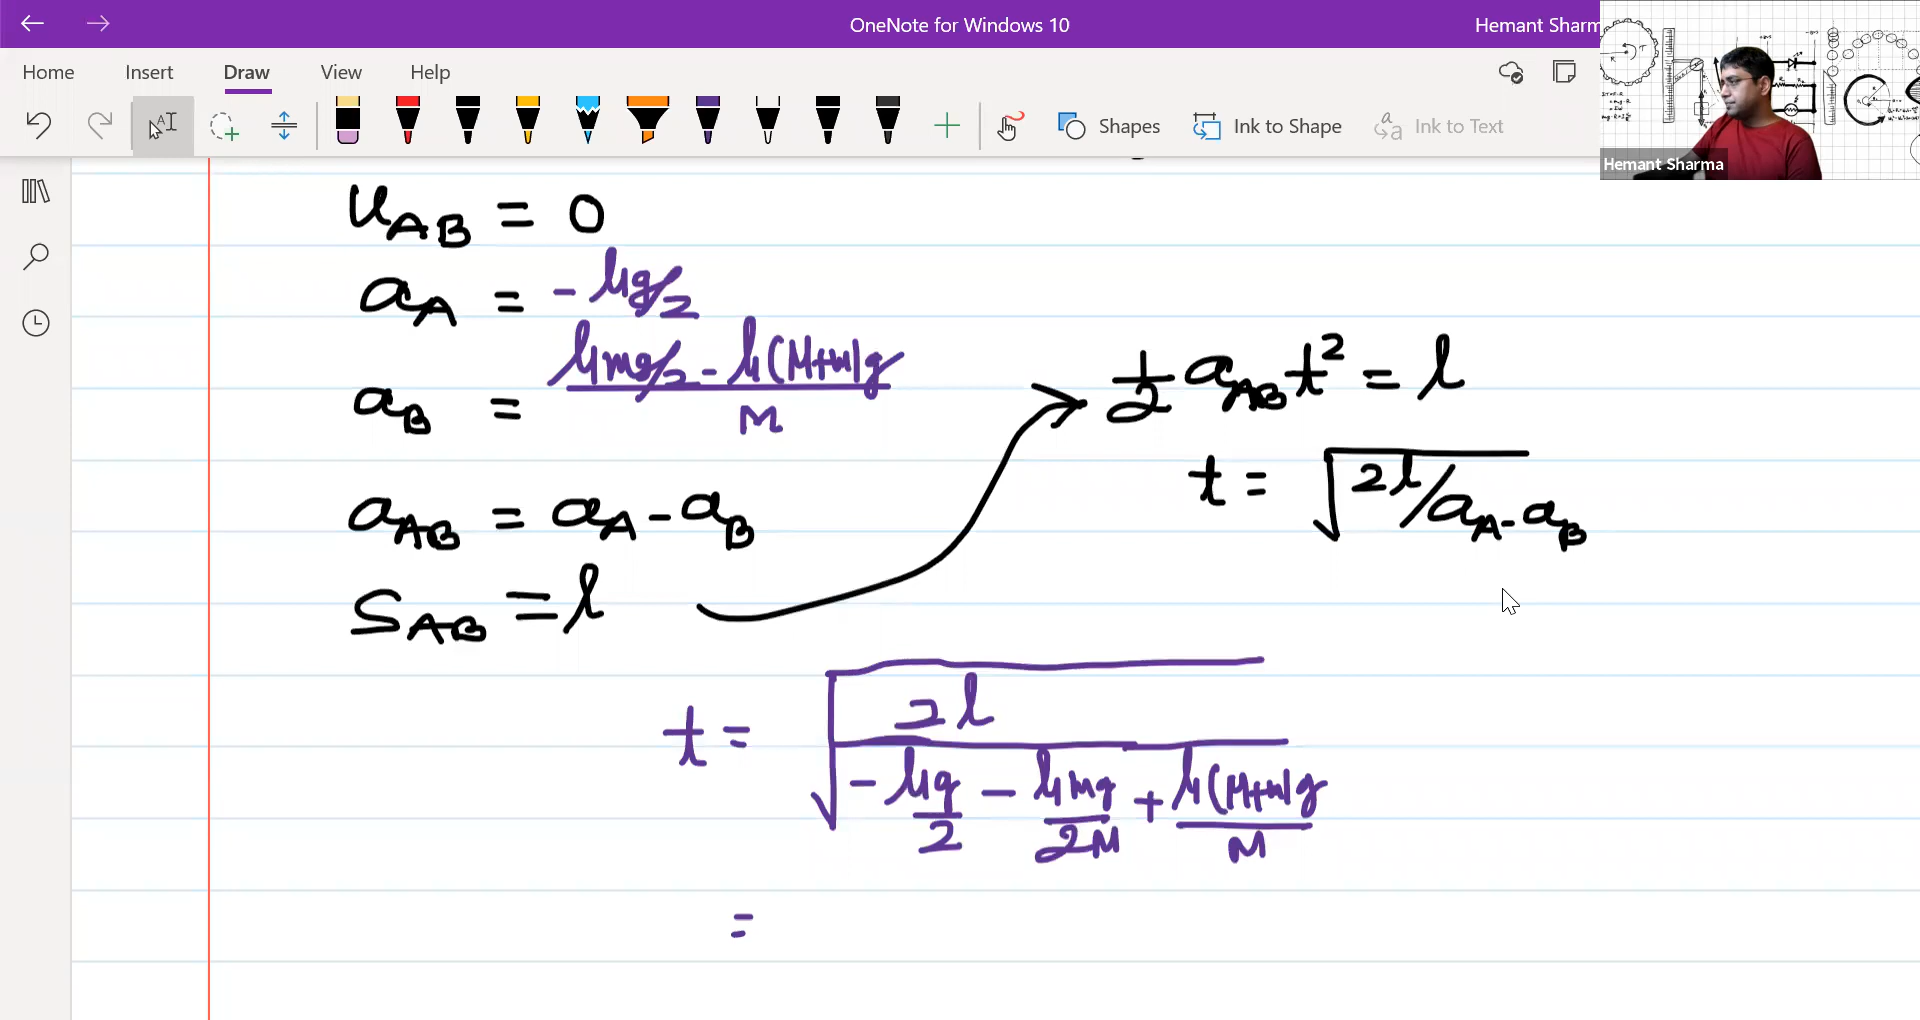 OneNote for Windows 10
Hemant Sharm
Home Insert Draw View Help
Shapes Ink to Shape Ink to Text
Hemant Sharma
u_AB = 0
a_A = -μg/2
a_B = (μmg/2 - μ(M+m)g)/M
a_AB = a_A - a_B
S_AB = l
1/2 a_AB t² = l
t = √(2l/a_A - a_B)
t = √(2l/(-μg/2 - μmg/2M + μ(M+m)g/M))
=